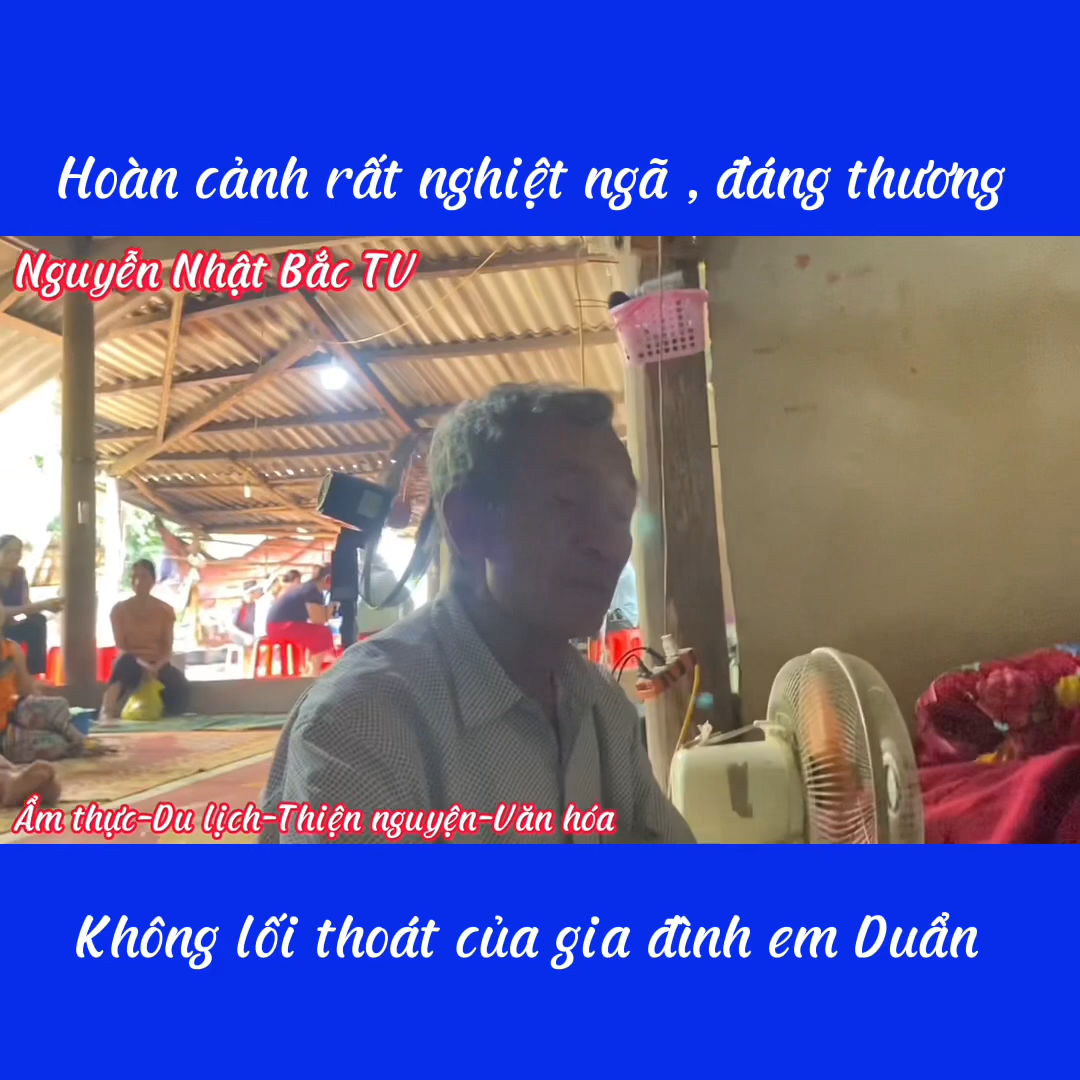 Hoàn cảnh rất nghiệt ngã , đáng thương
Nguyễn Nhật Bắc TV
Ẩm thực-Du lịch-Thiện nguyện-Văn hóa
Không lối thoát của gia đình em Duẩn